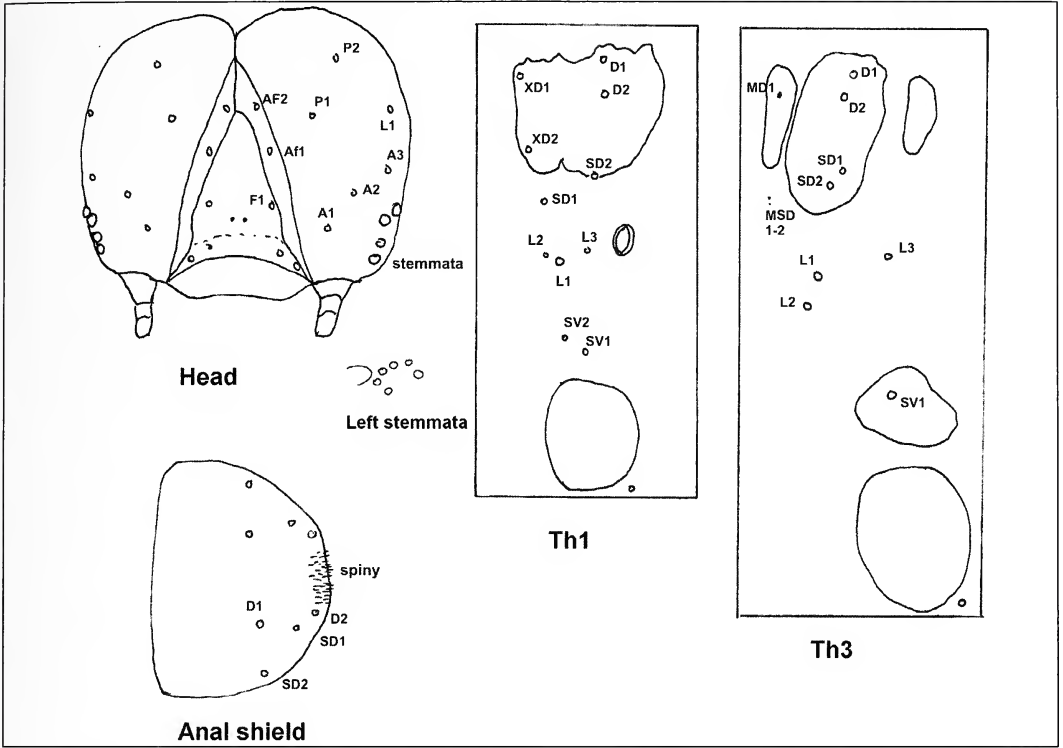 P2
AF2
P1
L1
Af1
A3
A2
F1
A1
stemmata
Head
Left stemmata
D1
XD1
D2
XD2
SD2
SD1
L2
L3
L1
SV2
SV1
Th1
MD1
D1
D2
SD1
SD2
MSD
1-2
L3
L1
L2
SV1
Th3
spiny
D1
D2
SD1
SD2
Anal shield